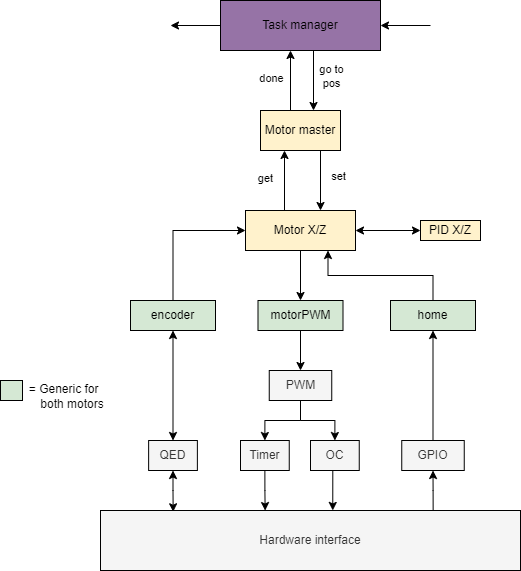 Task manager
done
go to
pos
Motor master
get
set
Motor X/Z
PID X/Z
encoder
motorPWM
home
PWM
= Generic for
both motors
QED
Timer
OC
GPIO
Hardware interface